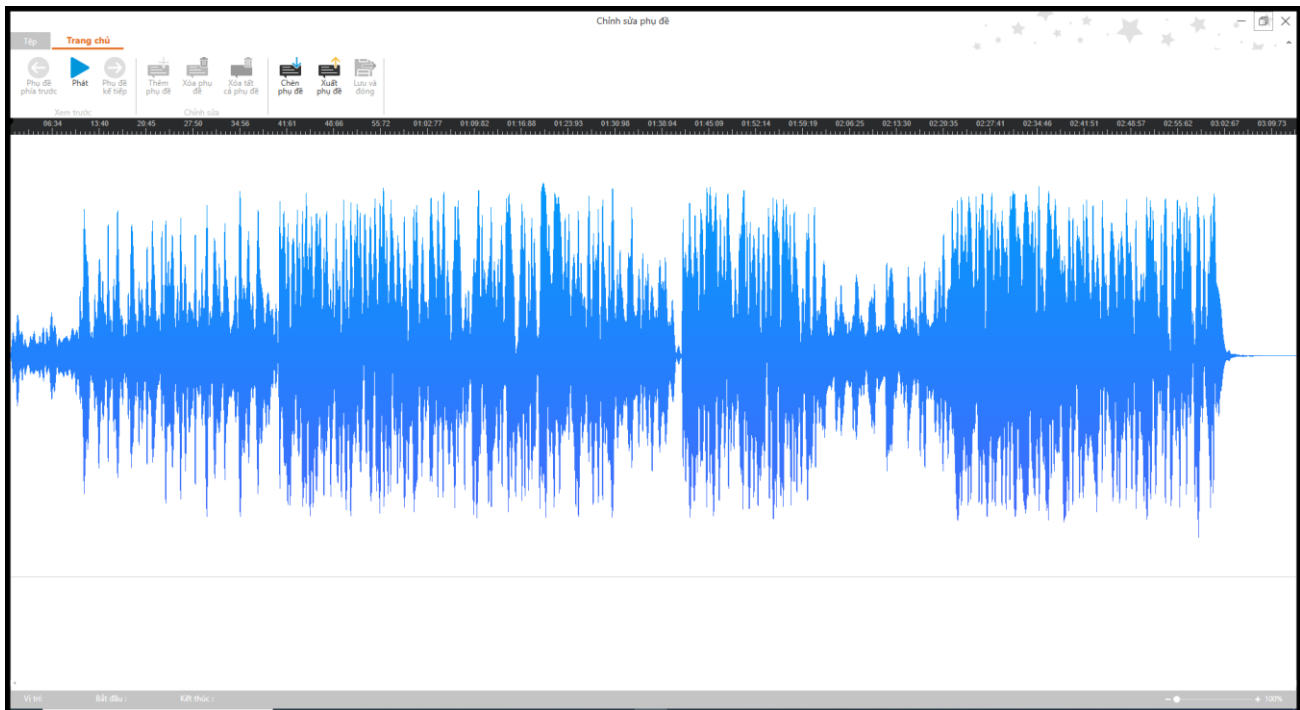 Chỉnh sửa phụ đề
Tệp Trang chủ
Phụ đề phía trước Phát Phụ đề kế tiếp Thêm phụ đề Xóa phụ đề Xóa tất cả phụ đề Chèn phụ đề Xuất phụ đề Lưu và đóng
Xem trước Chỉnh sửa
06:34 13:40 20:45 27:50 34:56 41:61 48:66 55:72 01:02:77 01:09:82 01:16:88 01:23:93 01:30:98 01:38:04 01:45:09 01:52:14 01:59:19 02:06:25 02:13:30 02:20:35 02:27:41 02:34:46 02:41:51 02:48:57 02:55:62 03:02:67 03:09:73
Vị trí Bắt đầu : Kết thúc : 100%